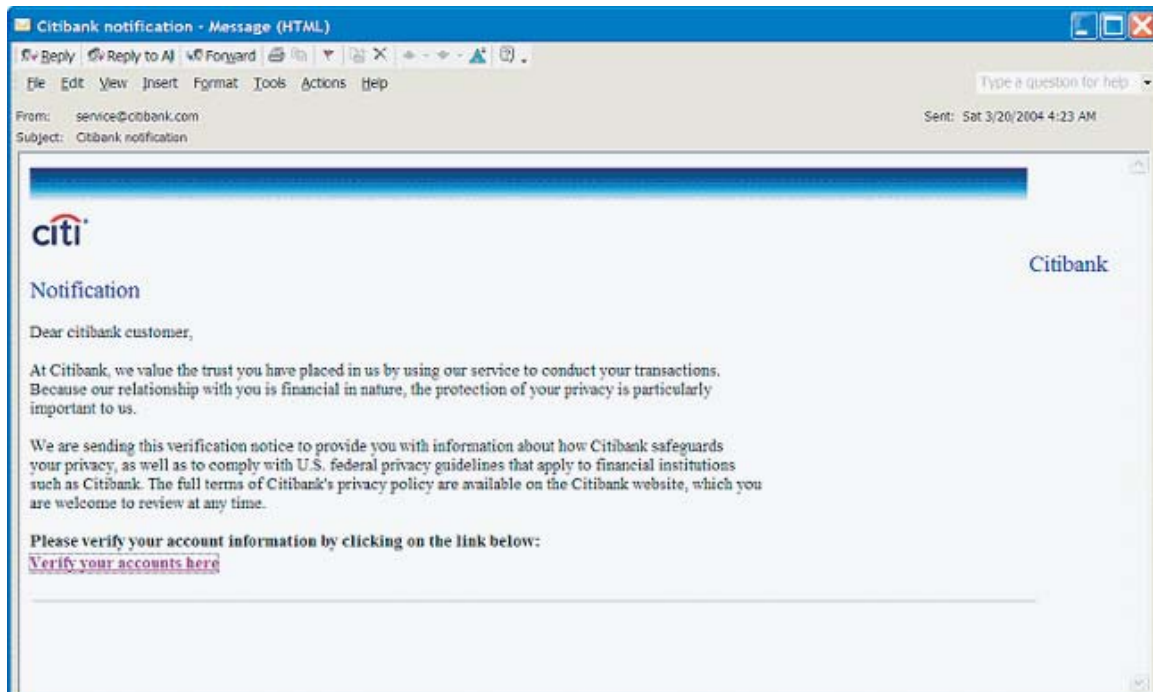 Citibank notification - Message (HTML)
Reply Reply to All Forward
File Edit View Insert Format Tools Actions Help Type a question for help
From: service@citibank.com Sent: Sat 3/20/2004 4:23 AM
Subject: Citibank notification
citi
Citibank
Notification
Dear citibank customer,
At Citibank, we value the trust you have placed in us by using our service to conduct your transactions.
Because our relationship with you is financial in nature, the protection of your privacy is particularly
important to us.
We are sending this verification notice to provide you with information about how Citibank safeguards
your privacy, as well as to comply with U.S. federal privacy guidelines that apply to financial institutions
such as Citibank. The full terms of Citibank's privacy policy are available on the Citibank website, which you
are welcome to review at any time.
Please verify your account information by clicking on the link below:
Verify your accounts here